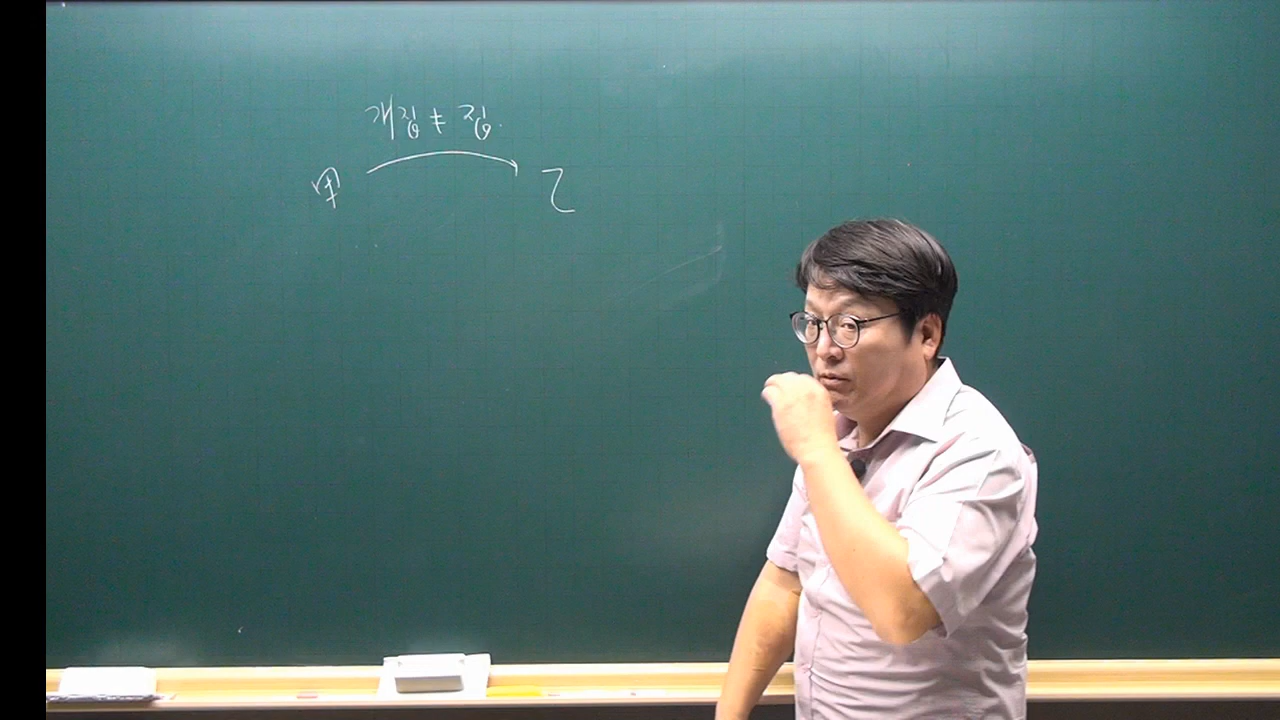 개집 ≠ 집.
甲 → 乙